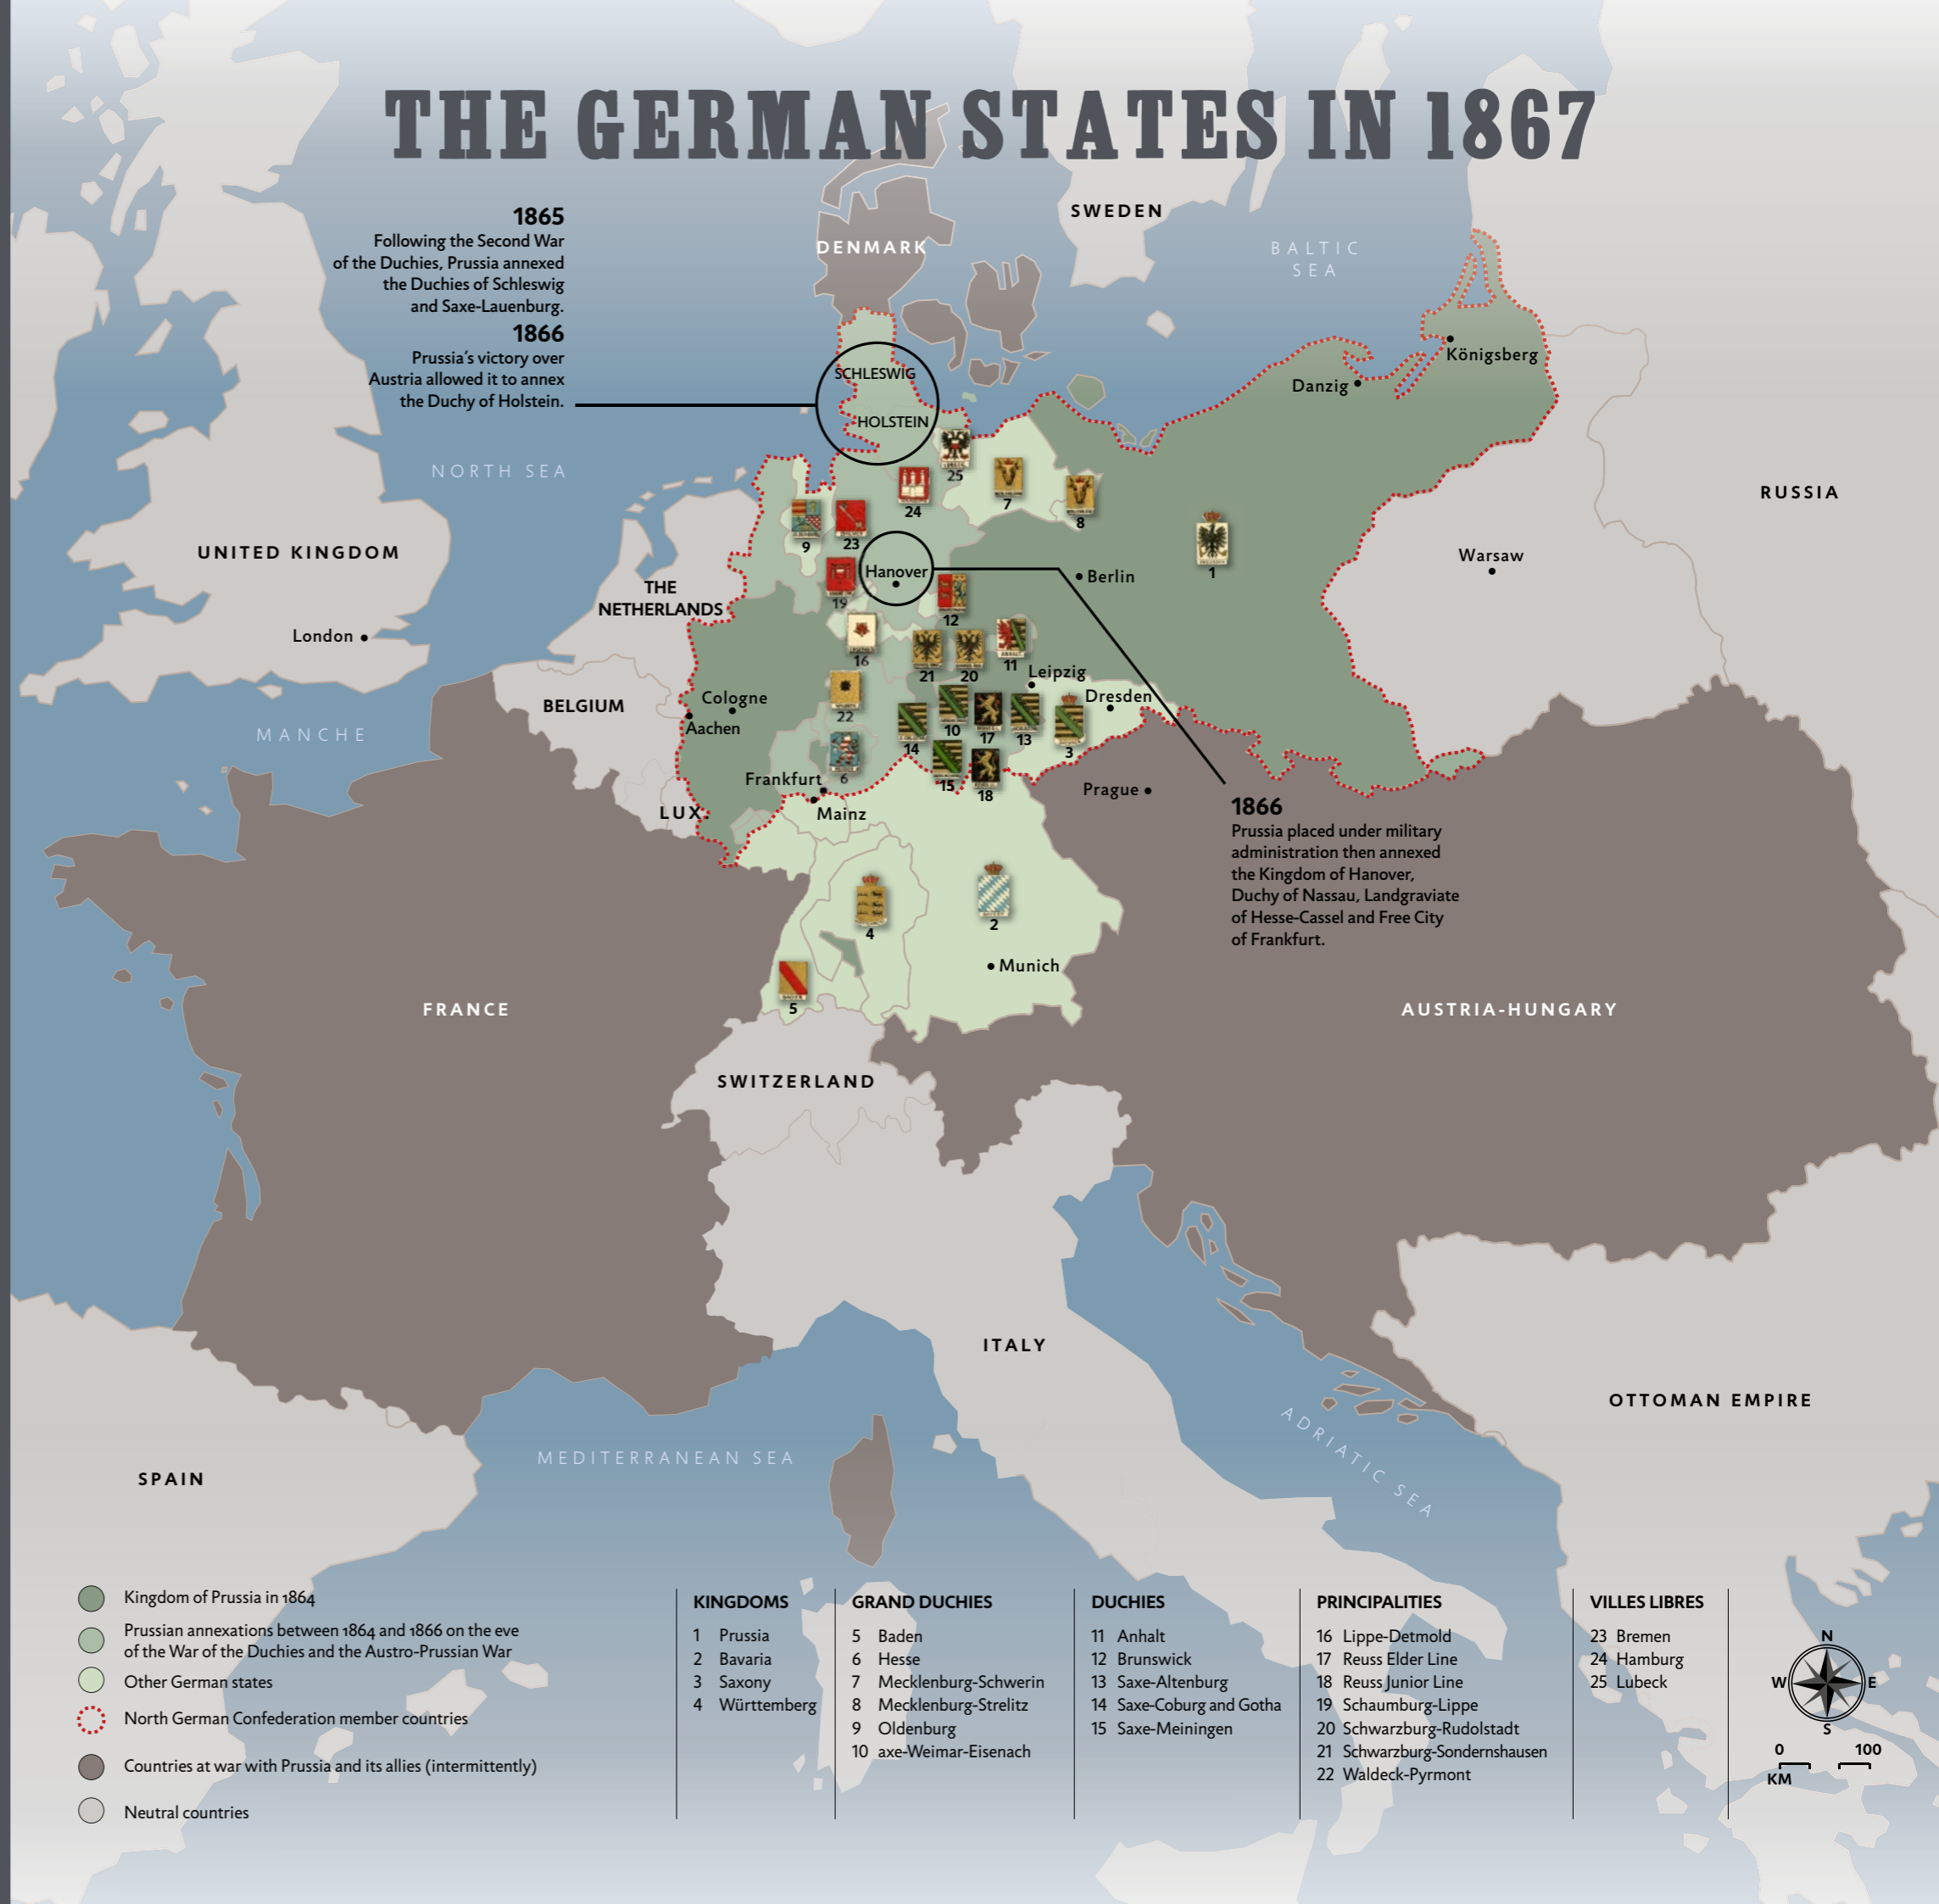 THE GERMAN STATES IN 1867
1865
Following the Second War
of the Duchies, Prussia annexed
the Duchies of Schleswig
and Saxe-Lauenburg.
1866
Prussia's victory over
Austria allowed it to annex
the Duchy of Holstein.
SWEDEN
DENMARK
BALTIC
SEA
Königsberg
Danzig
SCHLESWIG
HOLSTEIN
NORTH SEA
25
7
8
24
9
23
1
RUSSIA
UNITED KINGDOM
Warsaw
Hanover
Berlin
THE
NETHERLANDS
19
12
London
16
21
20
11
Leipzig
Dresden
Cologne
BELGIUM
Aachen
22
14
10
17
13
3
MANCHE
Frankfurt
6
15
18
Prague
LUX.
Mainz
1866
Prussia placed under military
administration then annexed
the Kingdom of Hanover,
Duchy of Nassau, Landgraviate
of Hesse-Cassel and Free City
of Frankfurt.
4
2
Munich
5
FRANCE
AUSTRIA-HUNGARY
SWITZERLAND
ITALY
OTTOMAN EMPIRE
ADRIATIC SEA
MEDITERRANEAN SEA
SPAIN
Kingdom of Prussia in 1864
Prussian annexations between 1864 and 1866 on the eve
of the War of the Duchies and the Austro-Prussian War
Other German states
North German Confederation member countries
Countries at war with Prussia and its allies (intermittently)
Neutral countries
KINGDOMS
1 Prussia
2 Bavaria
3 Saxony
4 Württemberg
GRAND DUCHIES
5 Baden
6 Hesse
7 Mecklenburg-Schwerin
8 Mecklenburg-Strelitz
9 Oldenburg
10 axe-Weimar-Eisenach
DUCHIES
11 Anhalt
12 Brunswick
13 Saxe-Altenburg
14 Saxe-Coburg and Gotha
15 Saxe-Meiningen
PRINCIPALITIES
16 Lippe-Detmold
17 Reuss Elder Line
18 Reuss Junior Line
19 Schaumburg-Lippe
20 Schwarzburg-Rudolstadt
21 Schwarzburg-Sondernshausen
22 Waldeck-Pyrmont
VILLES LIBRES
23 Bremen
24 Hamburg
25 Lubeck
N
W E
S
0 100
KM